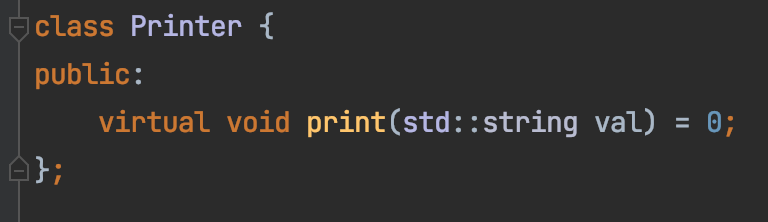 class Printer {
public:
    virtual void print(std::string val) = 0;
};